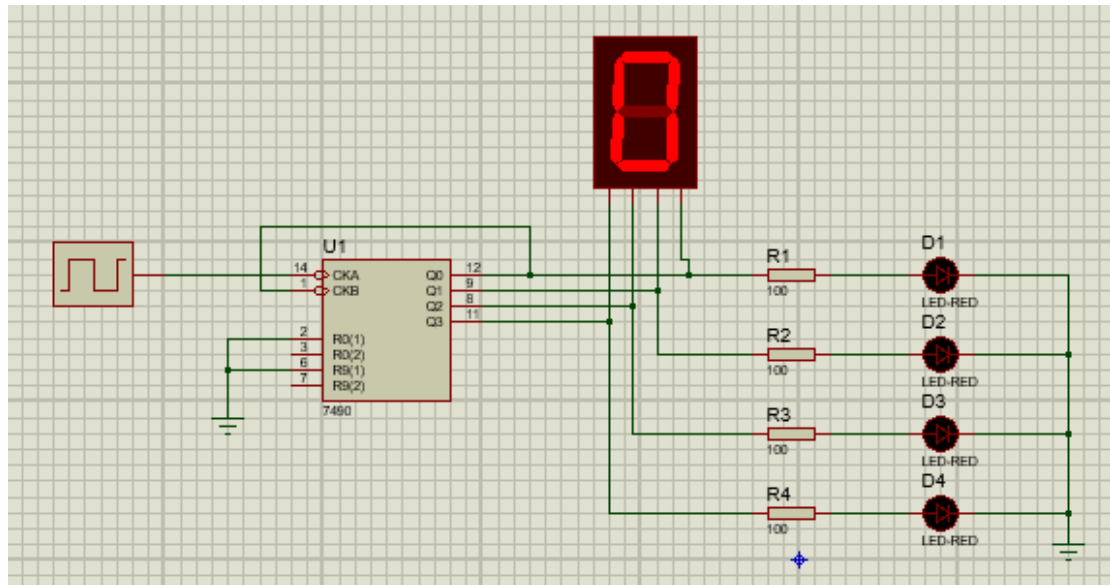 0
U1
14 CKA Q0 12
1 CKB Q1 9
Q2 8
Q3 11
2 R0(1)
3 R0(2)
6 R9(1)
7 R9(2)
7490
R1
100
D1
LED-RED
R2
100
D2
LED-RED
R3
100
D3
LED-RED
R4
100
D4
LED-RED